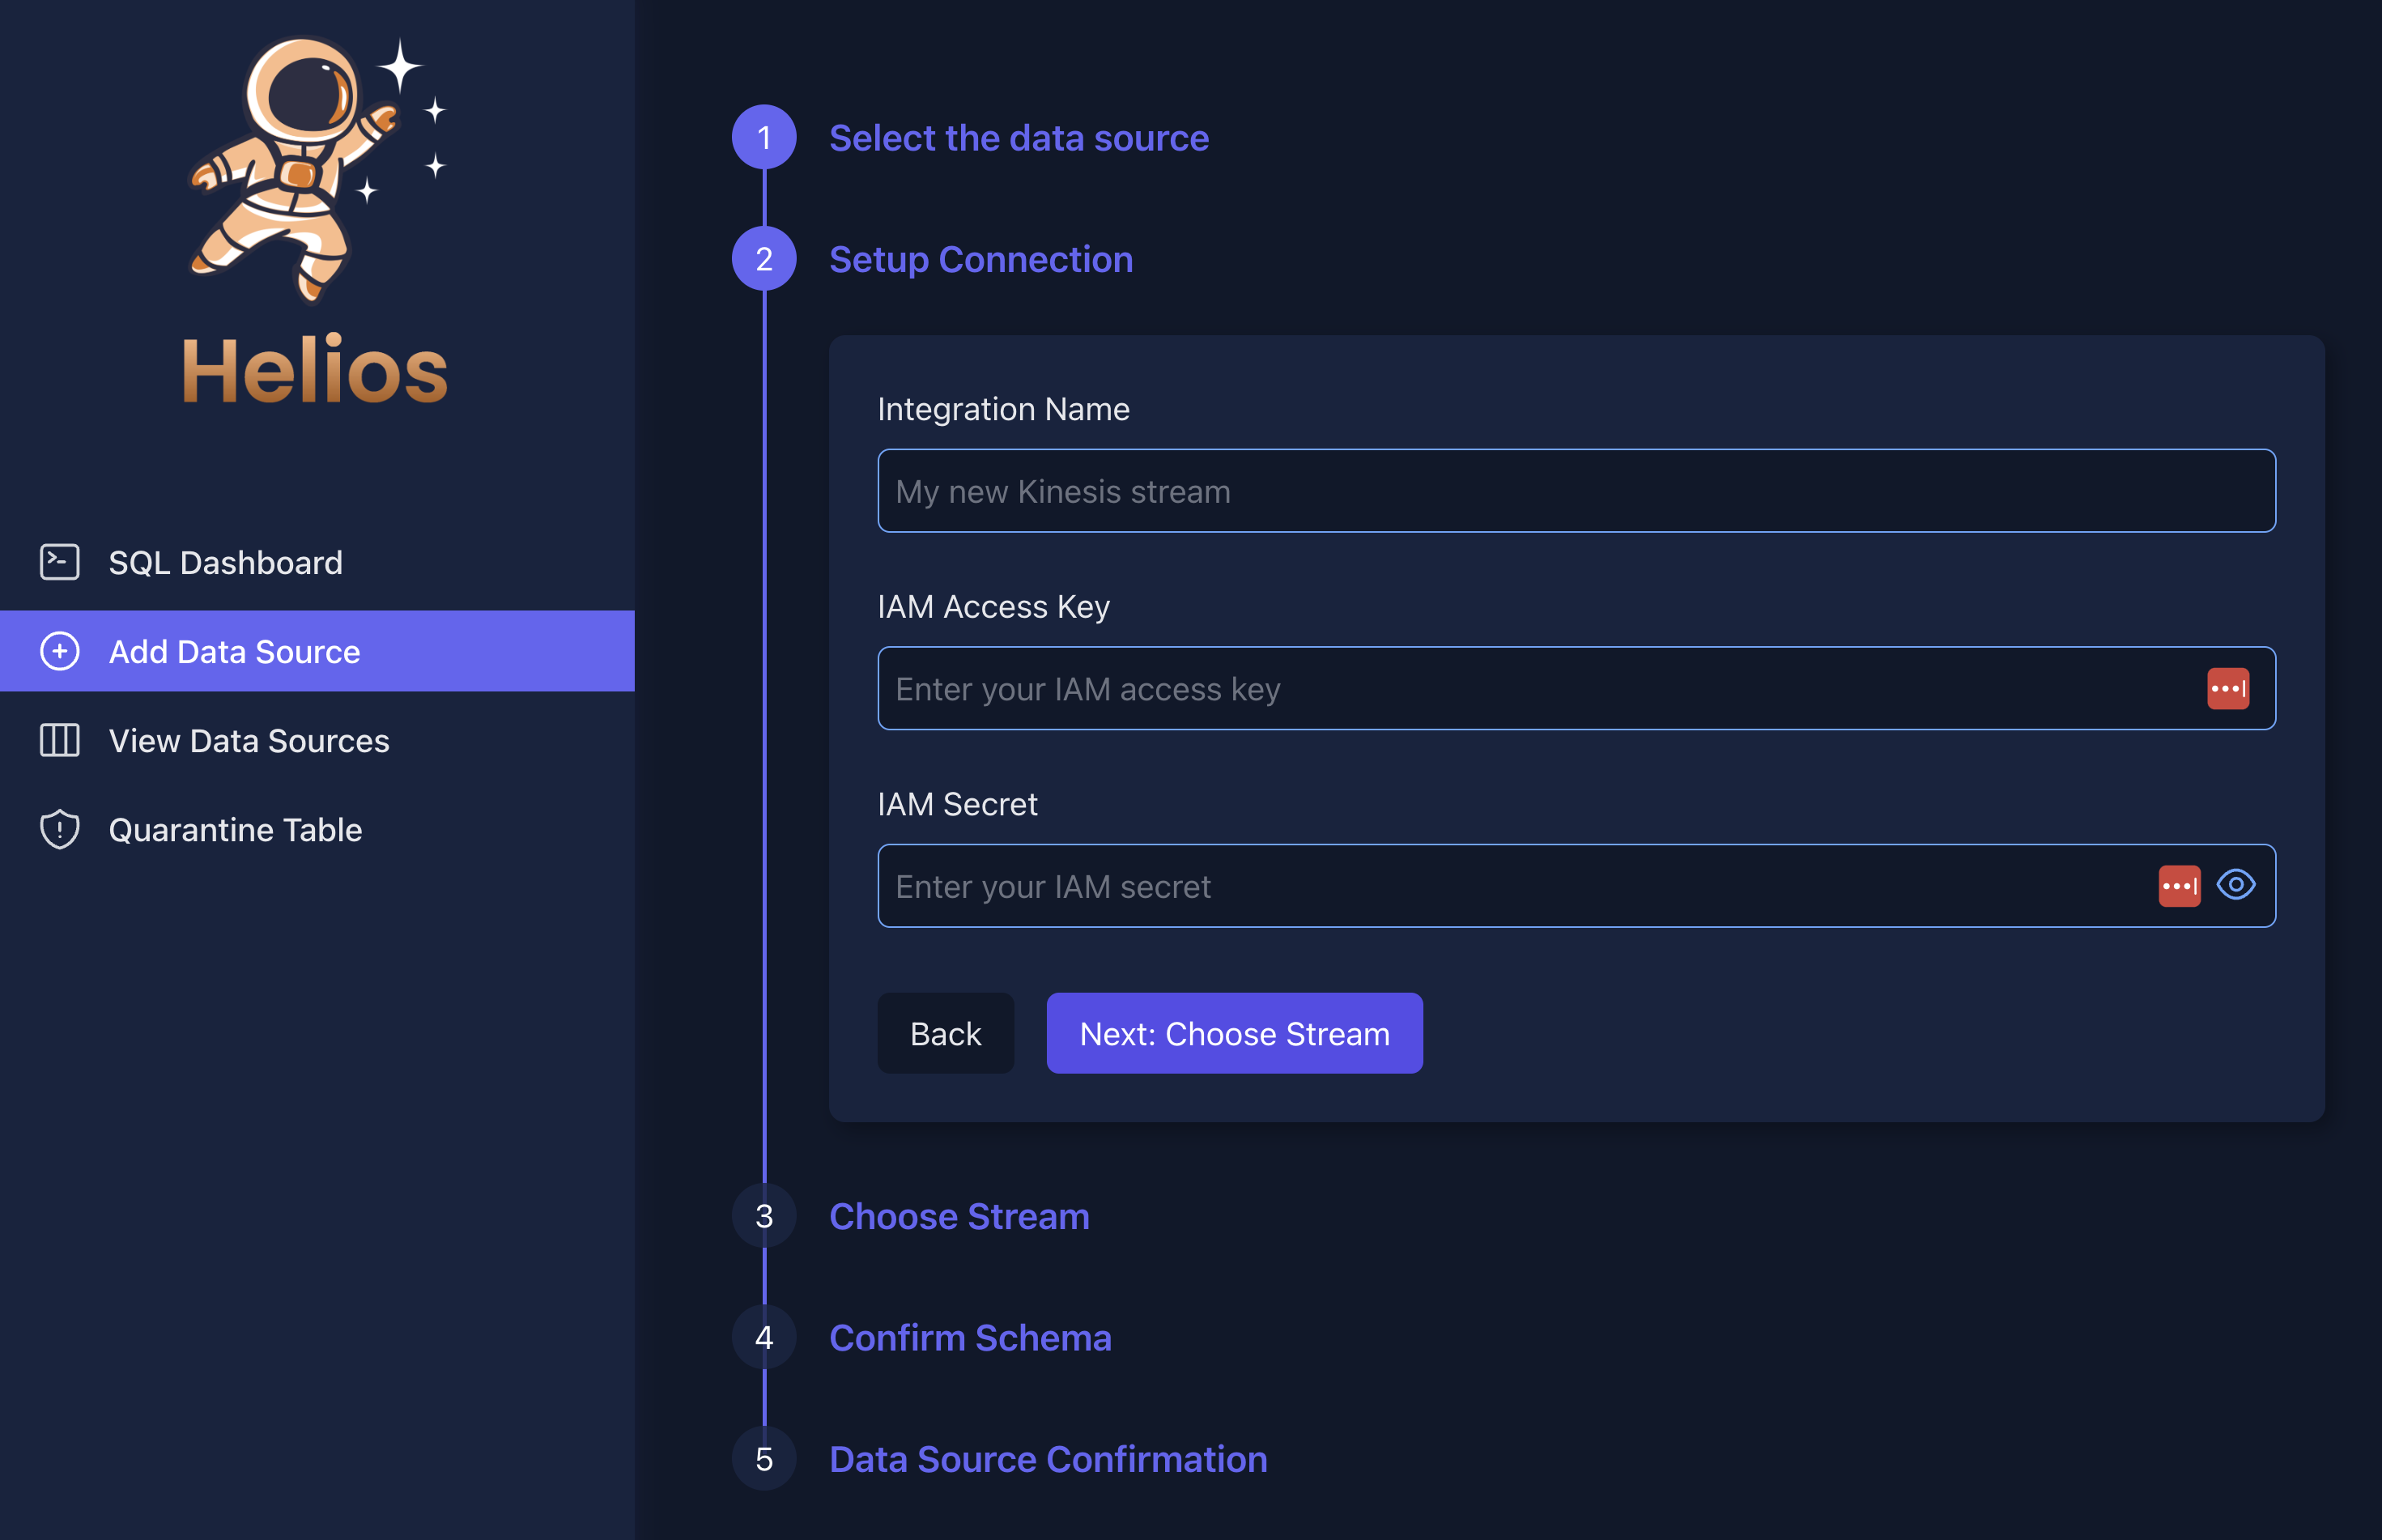 Helios
SQL Dashboard
Add Data Source
View Data Sources
Quarantine Table
1 Select the data source
2 Setup Connection
Integration Name
My new Kinesis stream
IAM Access Key
Enter your IAM access key
IAM Secret
Enter your IAM secret
Back
Next: Choose Stream
3 Choose Stream
4 Confirm Schema
5 Data Source Confirmation